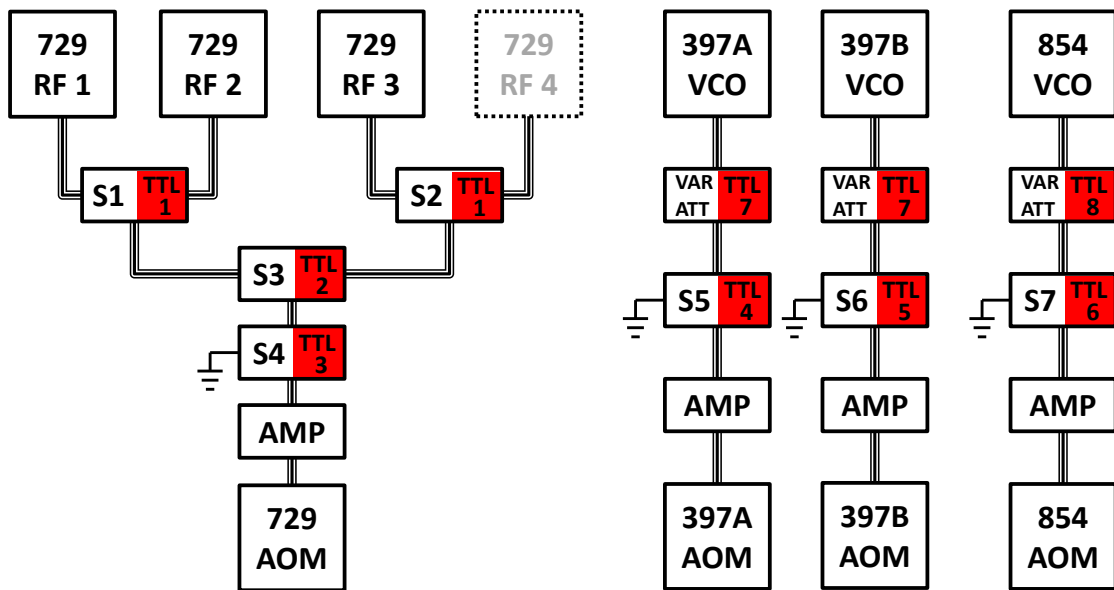 729
RF 1
729
RF 2
729
RF 3
729
RF 4
397A
VCO
397B
VCO
854
VCO
S1 TTL
1
S2 TTL
1
VAR
ATT
TTL
7
VAR
ATT
TTL
7
VAR
ATT
TTL
8
S3 TTL
2
S5 TTL
4
S6 TTL
5
S7 TTL
6
S4 TTL
3
AMP
AMP
AMP
AMP
729
AOM
397A
AOM
397B
AOM
854
AOM